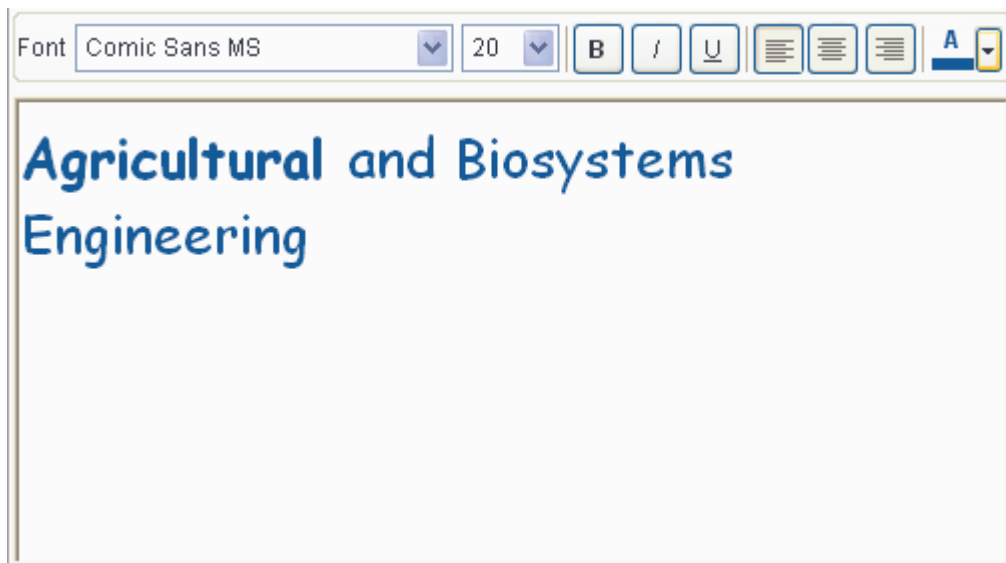 Font Comic Sans MS 20 B I U A
Agricultural and Biosystems
Engineering